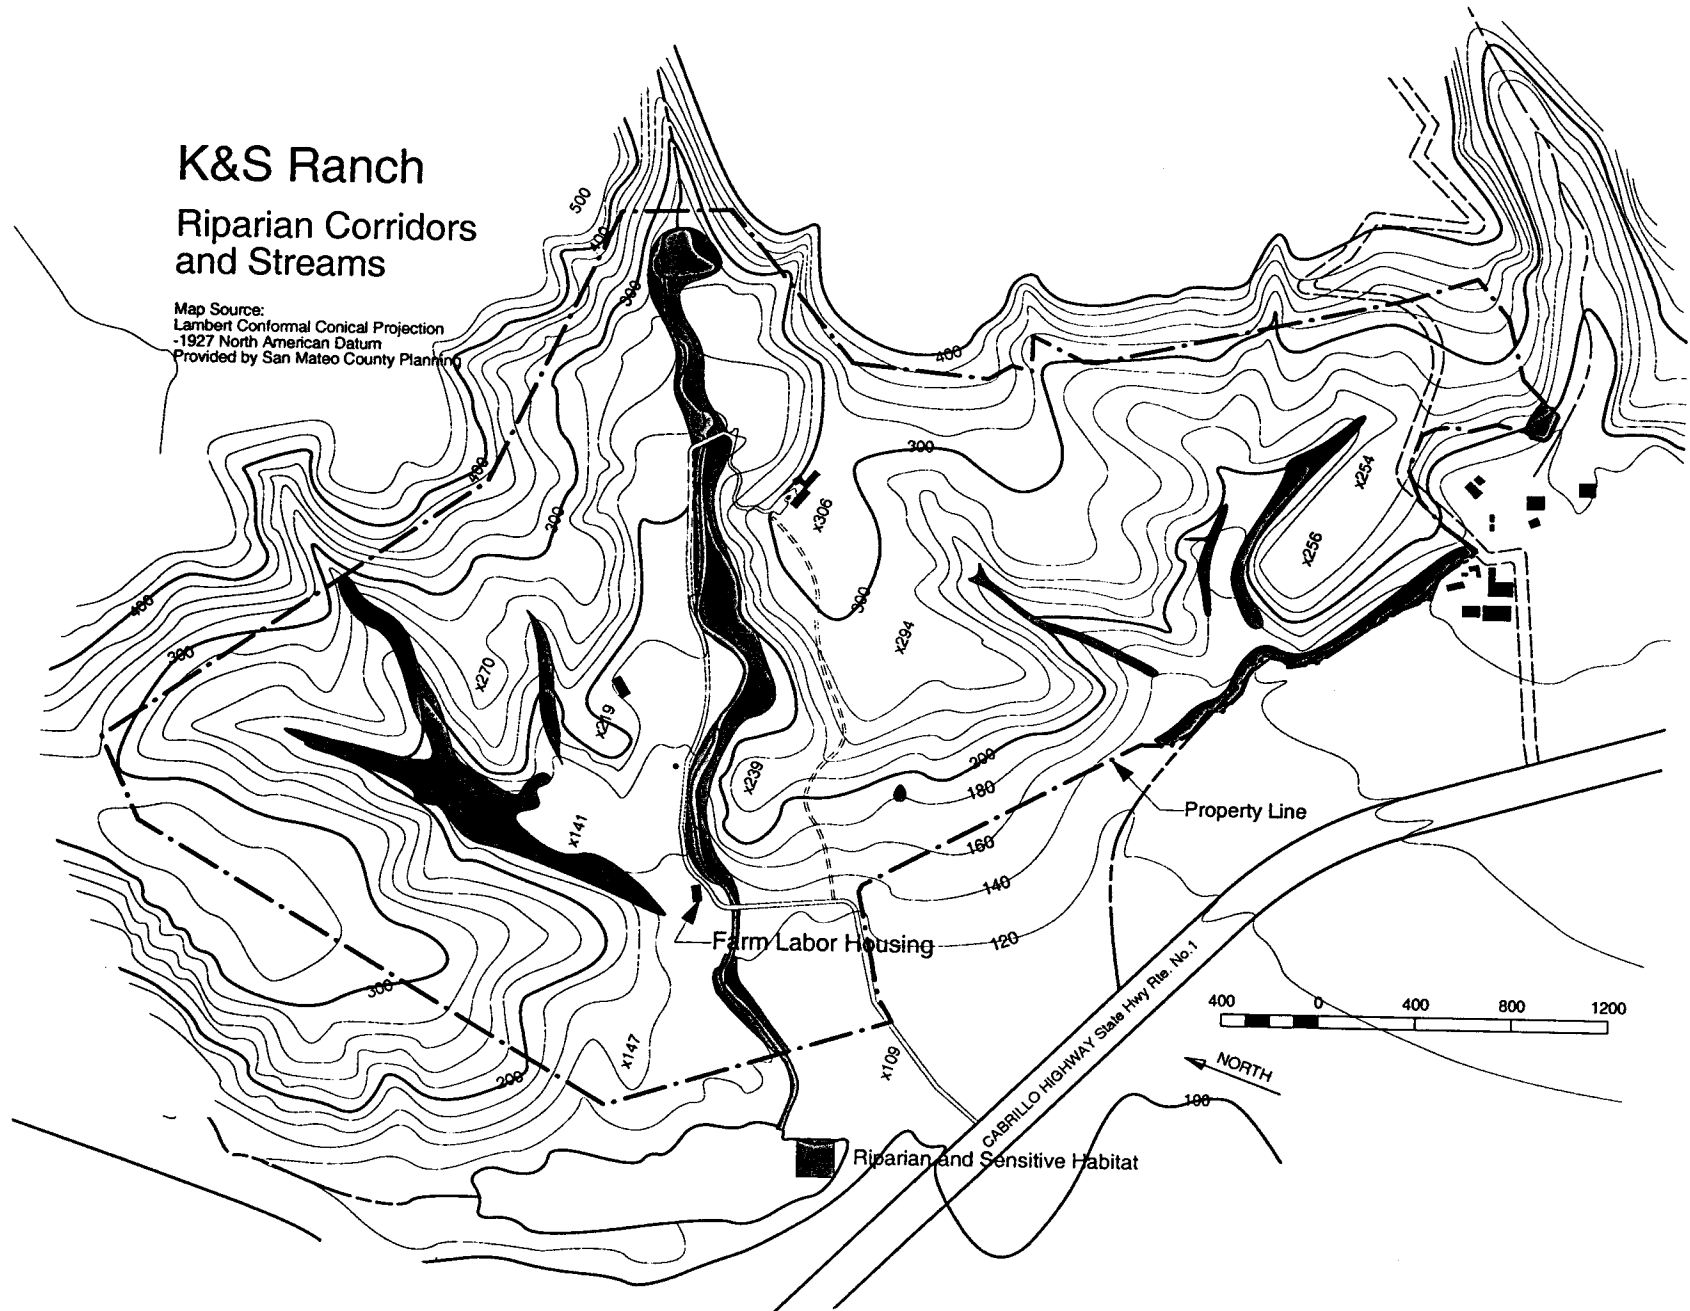 K&S Ranch
Riparian Corridors
and Streams
Map Source:
Lambert Conformal Conical Projection
-1927 North American Datum
Provided by San Mateo County Planning
500
400
300
400
400
300
300
400
300
x306
x254
x256
300
x294
x270
x219
x239
200
180
160
140
120
x141
Property Line
Farm Labor Housing
300
x147
200
x109
CABRILLO HIGHWAY State Hwy Rte. No.1
400 0 400 800 1200
NORTH
100
Riparian and Sensitive Habitat